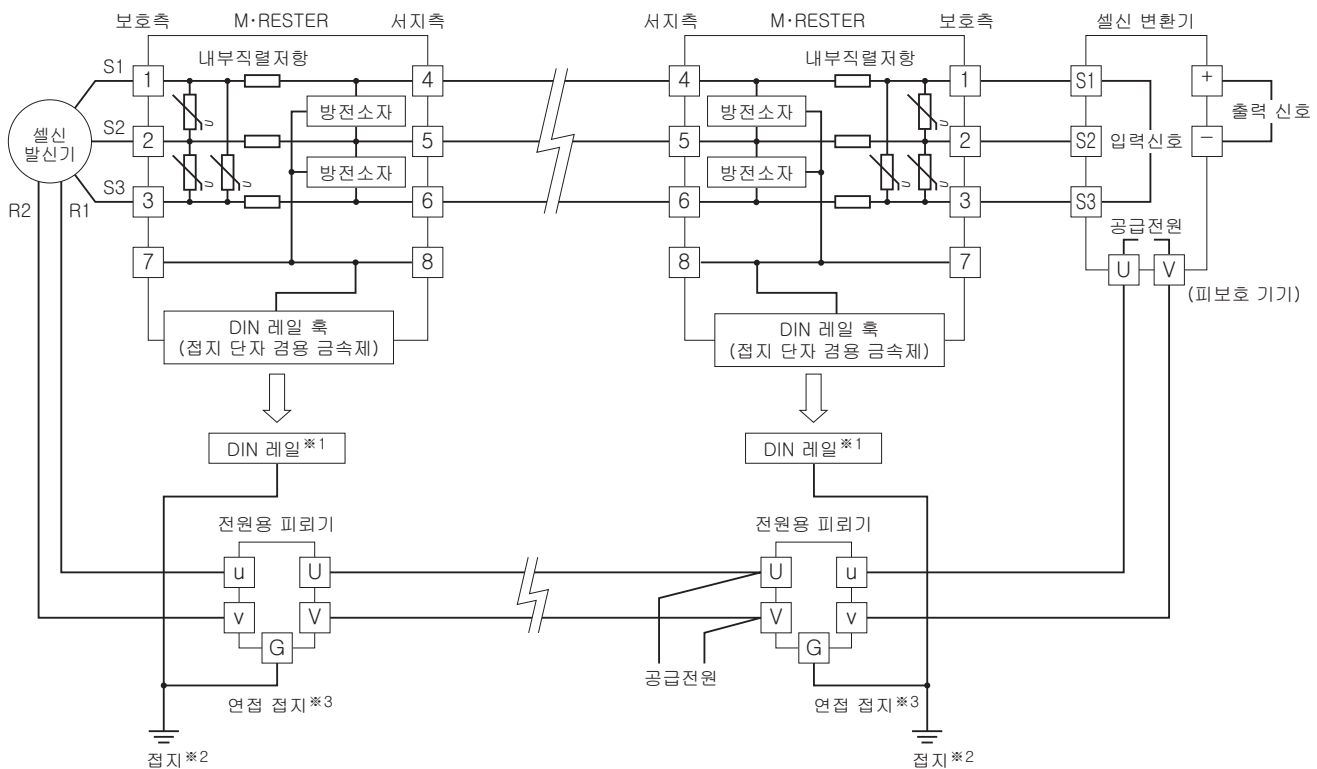 보호측 M·RESTER 서지측
서지측 M·RESTER 보호측
셀신 변환기
내부직렬저항
내부직렬저항
S1
1
4
4
1
S1
+
방전소자
방전소자
출력 신호
셀신
발신기
S2
2
5
5
2
S2
입력신호
−
방전소자
방전소자
S3
3
6
6
3
S3
R2
R1
공급전원
7
8
8
7
U
V
(피보호 기기)
DIN 레일 훅
(접지 단자 겸용 금속제)
DIN 레일 훅
(접지 단자 겸용 금속제)
DIN 레일※1
DIN 레일※1
전원용 피뢰기
전원용 피뢰기
u
U
U
u
v
V
V
v
G
G
공급전원
연접 접지※3
연접 접지※3
접지※2
접지※2